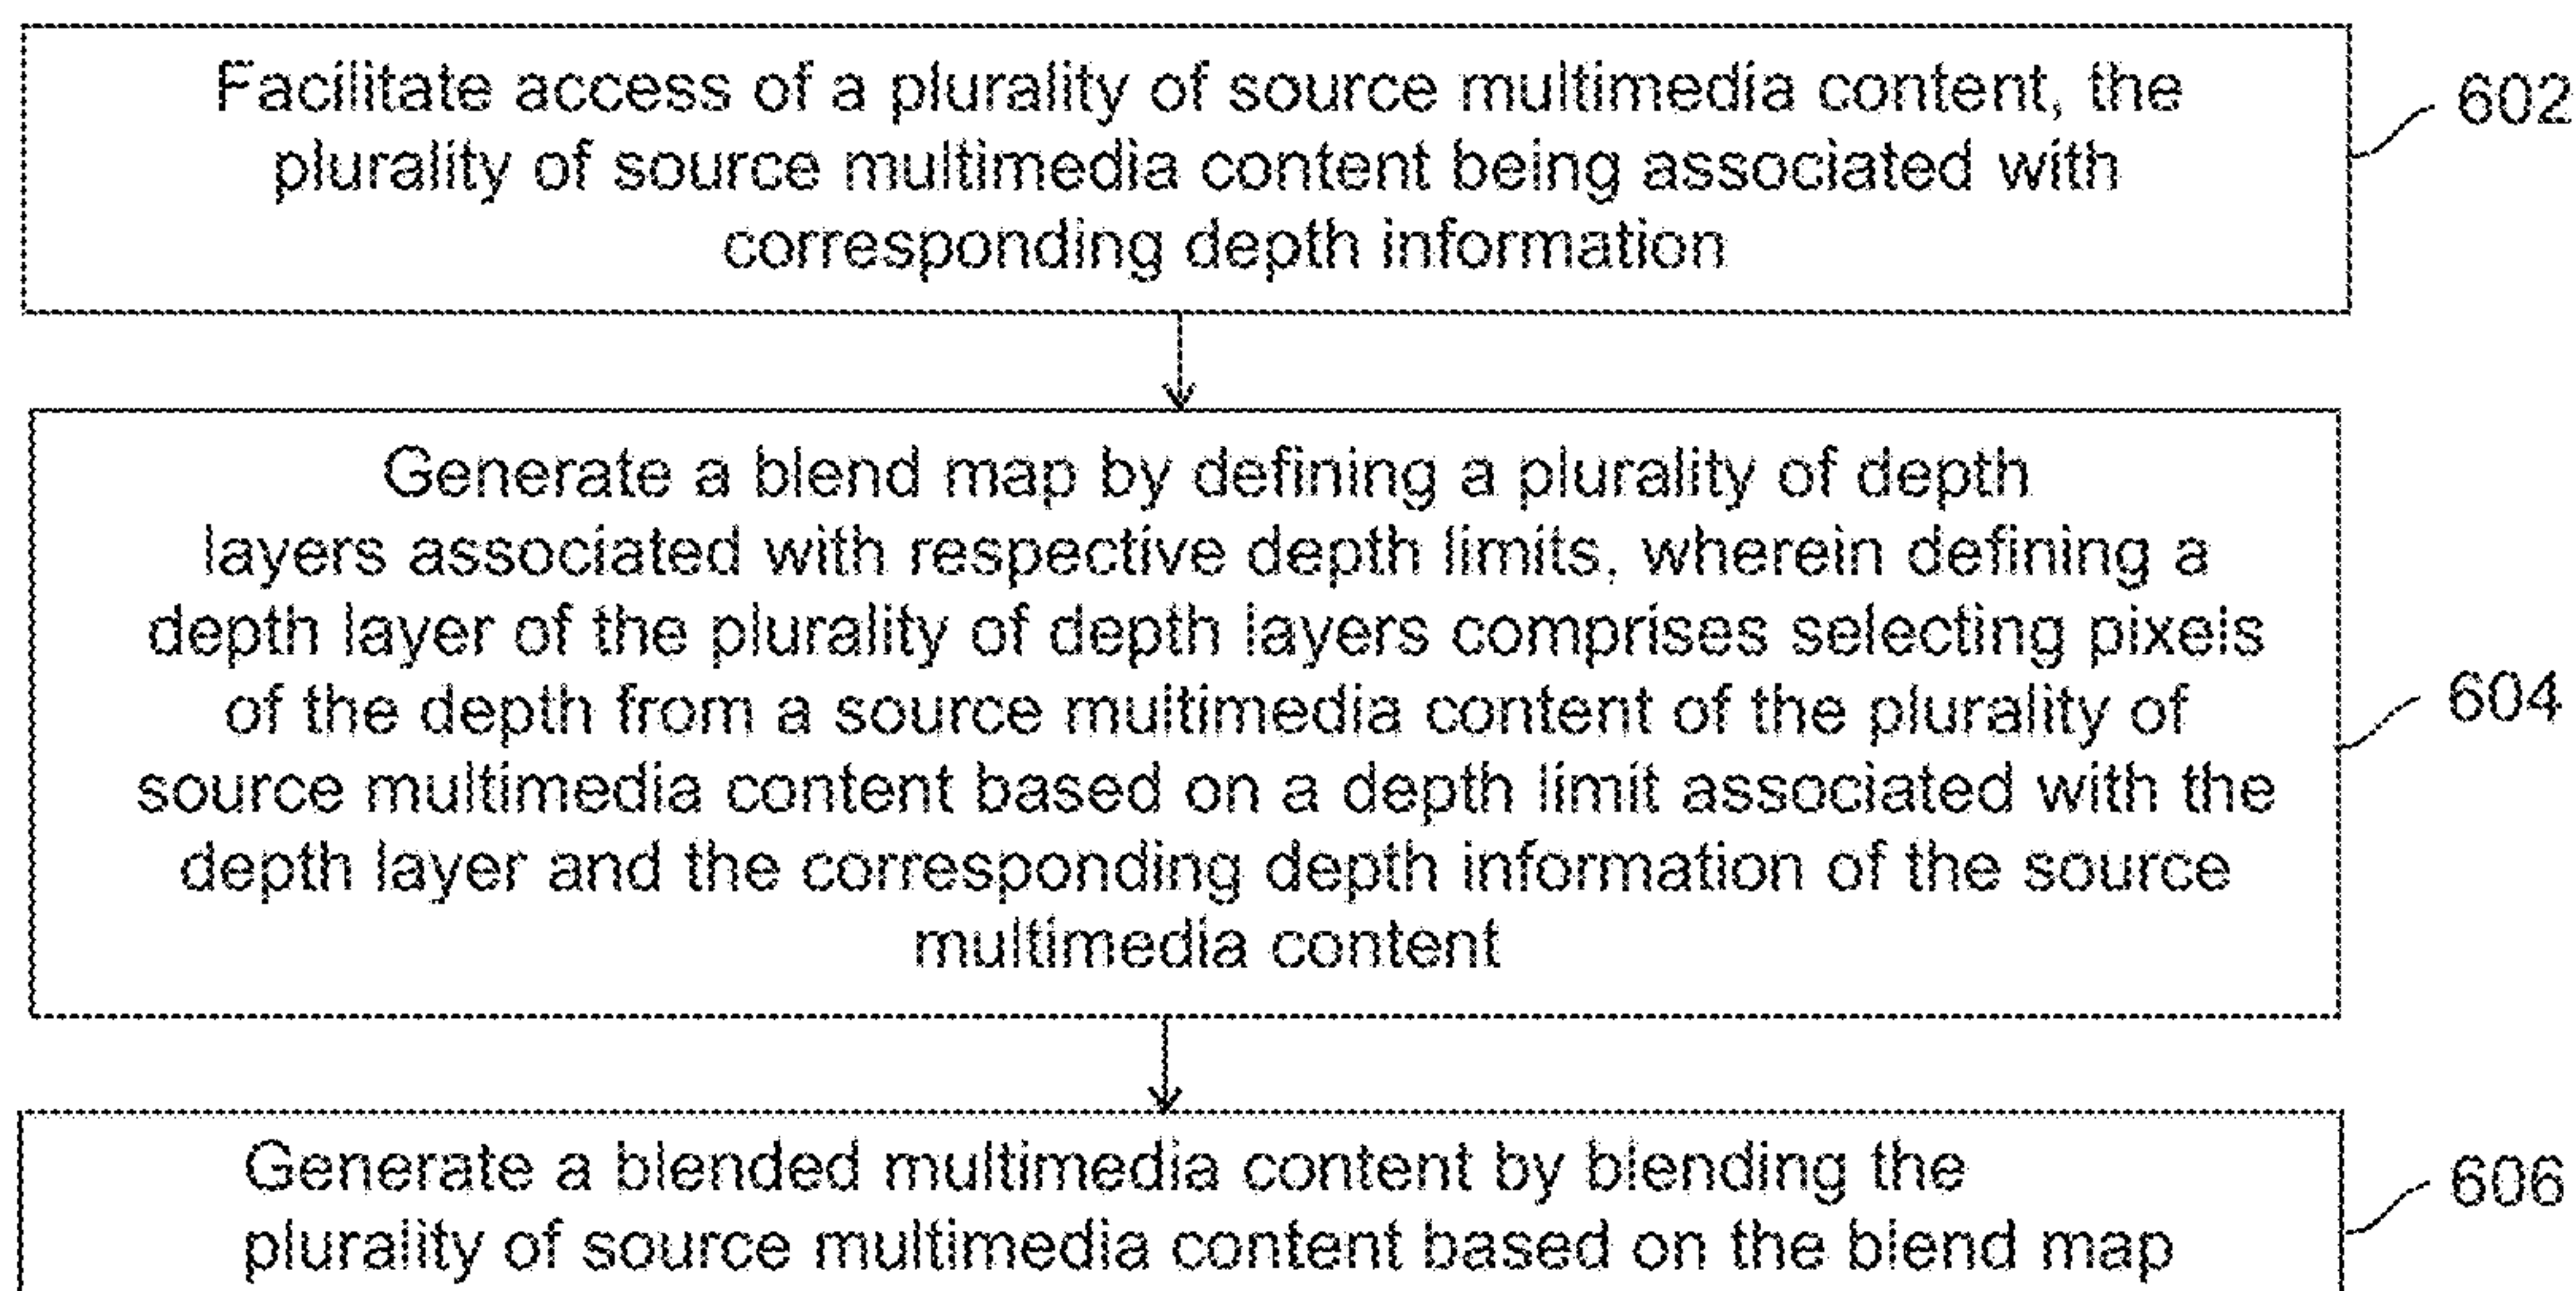 Facilitate access of a plurality of source multimedia content, the
plurality of source multimedia content being associated with
corresponding depth information
602
Generate a blend map by defining a plurality of depth
layers associated with respective depth limits, wherein defining a
depth layer of the plurality of depth layers comprises selecting pixels
of the depth from a source multimedia content of the plurality of
source multimedia content based on a depth limit associated with the
depth layer and the corresponding depth information of the source
multimedia content
604
Generate a blended multimedia content by blending the
plurality of source multimedia content based on the blend map
606